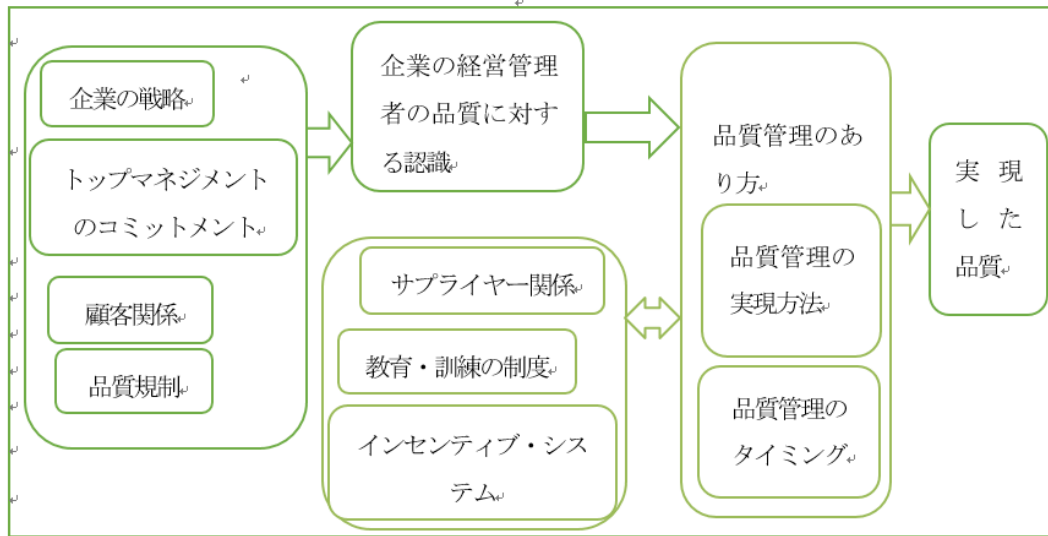 企業の戦略
トップマネジメント
のコミットメント
顧客関係
品質規制
企業の経営管理
者の品質に対す
る認識
サプライヤー関係
教育・訓練の制度
インセンティブ・シス
テム
品質管理のあ
り方
品質管理の
実現方法
品質管理の
タイミング
実現
した
品質